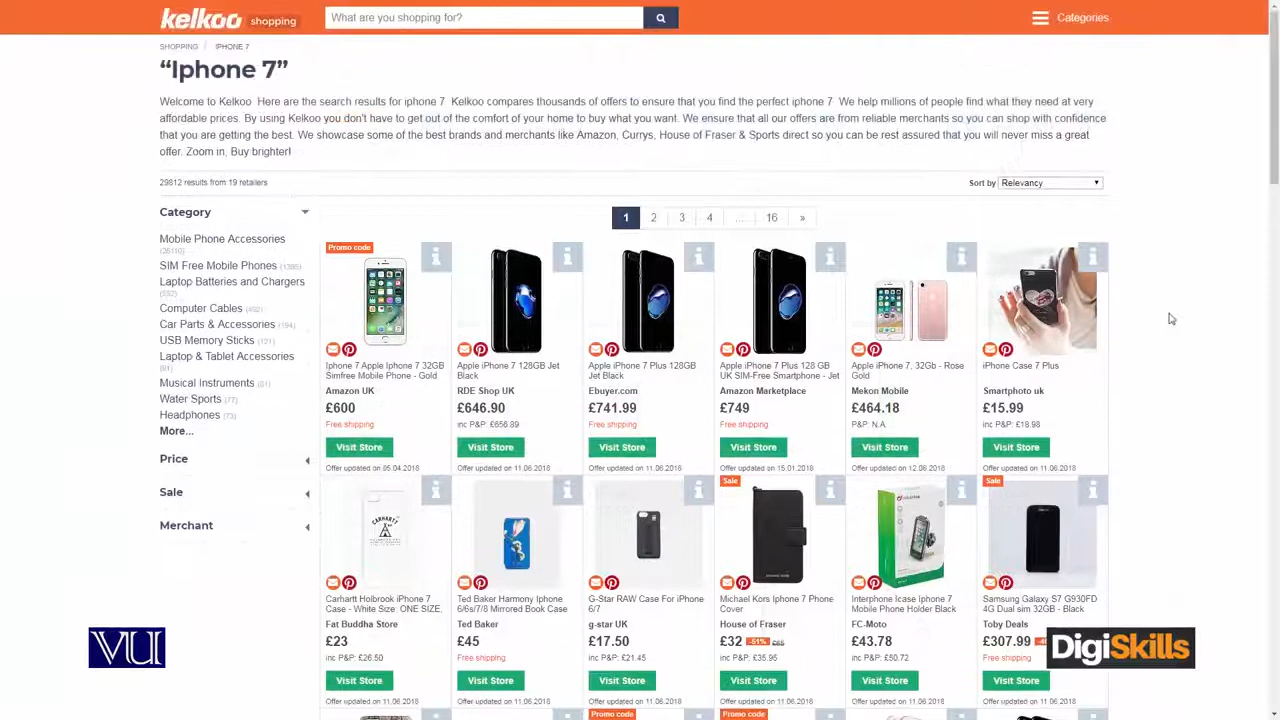 kelkoo shopping
What are you shopping for?
Categories
SHOPPING / IPHONE 7
“Iphone 7”
Welcome to Kelkoo Here are the search results for iphone 7 Kelkoo compares thousands of offers to ensure that you find the perfect iphone 7 We help millions of people find what they need at very
affordable prices. By using Kelkoo you don't have to get out of the comfort of your home to buy what you want. We ensure that all our offers are from reliable merchants so you can shop with confidence
that you are getting the best. We showcase some of the best brands and merchants like Amazon, Currys, House of Fraser & Sports direct so you can be rest assured that you will never miss a great
offer. Zoom in, Buy brighter!
29812 results from 19 retailers
Sort by Relevancy
1 2 3 4 ... 16 »
Category
Mobile Phone Accessories
(35110)
SIM Free Mobile Phones
Laptop Batteries and Chargers
Computer Cables
Car Parts & Accessories (194)
USB Memory Sticks
Laptop & Tablet Accessories
Musical Instruments
Water Sports (77)
Headphones (73)
More...
Price
Sale
Merchant
Promo code
Iphone 7 Apple Iphone 7 32GB
Simfree Mobile Phone - Gold
Amazon UK
£600
Free shipping
Visit Store
Offer updated on 05.04.2018
Apple iPhone 7 128GB Jet
Black
RDE Shop UK
£646.90
inc P&P: £656.89
Visit Store
Offer updated on 11.06.2018
Apple iPhone 7 Plus 128GB
Jet Black
Ebuyer.com
£741.99
Free shipping
Visit Store
Offer updated on 11.06.2018
Apple iPhone 7 Plus 128 GB
UK SIM-Free Smartphone - Jet
Amazon Marketplace
£749
Free shipping
Visit Store
Offer updated on 15.01.2018
Apple iPhone 7, 32Gb - Rose
Gold
Mekon Mobile
£464.18
P&P: N.A
Visit Store
Offer updated on 12.06.2018
iPhone Case 7 Plus
Smartphoto uk
£15.99
inc P&P: £18.98
Visit Store
Offer updated on 11.06.2018
CARHARTT
Carhartt Holbrook iPhone 7
Case - White Size: ONE SIZE,
Fat Buddha Store
£23
inc P&P: £26.50
Visit Store
Offer updated on 11.06.2018
Ted Baker Harmony Iphone
6/6s/7/8 Mirrored Book Case
Ted Baker
£45
Free shipping
Visit Store
Offer updated on 11.06.2018
G-Star RAW Case For iPhone
6/7
g-star UK
£17.50
inc P&P: £21.45
Visit Store
Offer updated on 11.06.2018
Sale
Michael Kors Iphone 7 Phone
Cover
House of Fraser
£32 -51% £65
inc P&P: £35.95
Visit Store
Offer updated on 11.06.2018
Interphone Icase Iphone 7
Mobile Phone Holder Black
FC-Moto
£43.78
inc P&P: £50.72
Visit Store
Offer updated on 11.06.2018
Sale
Samsung Galaxy S7 G930FD
4G Dual sim 32GB - Black
Toby Deals
£307.99
Free shipping
Visit Store
Offer updated on 11.06.2018
Promo code
Promo code
VU
DigiSkills